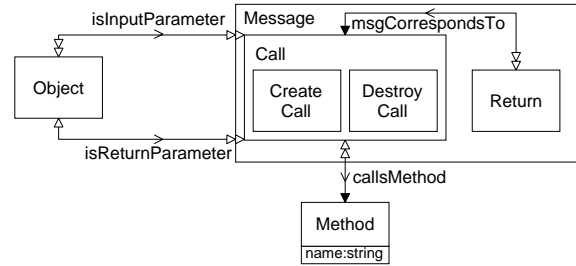 isInputParameter
Message
msgCorrespondsTo
Call
Object
Create
Call
Destroy
Call
Return
isReturnParameter
callsMethod
Method
name:string